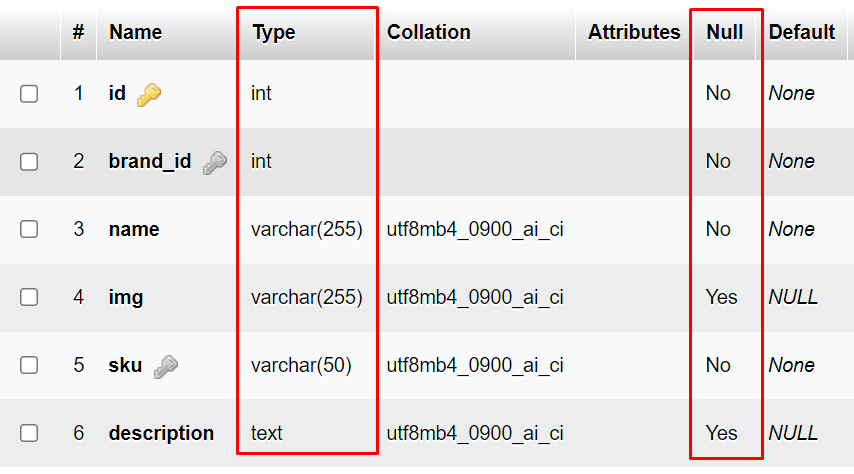 # Name Type Collation Attributes Null Default
1 id int No None
2 brand_id int No None
3 name varchar(255) utf8mb4_0900_ai_ci No None
4 img varchar(255) utf8mb4_0900_ai_ci Yes NULL
5 sku varchar(50) utf8mb4_0900_ai_ci No None
6 description text utf8mb4_0900_ai_ci Yes NULL